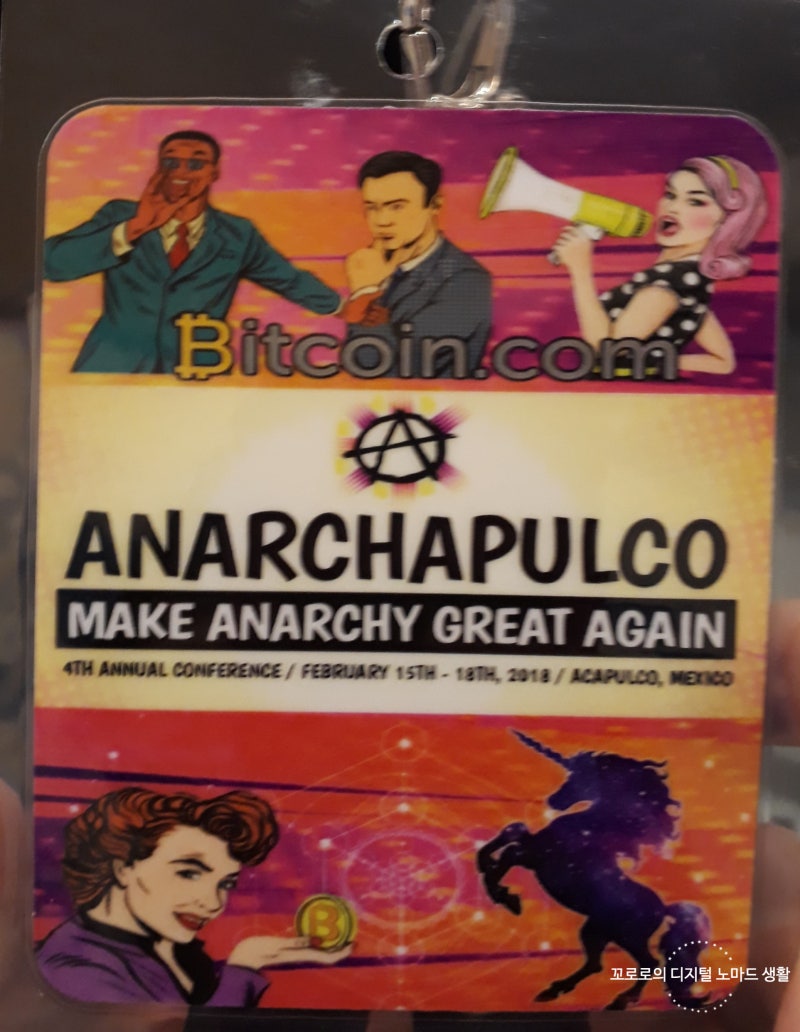 Bitcoin.com
ANARCHAPULCO
MAKE ANARCHY GREAT AGAIN
4TH ANNUAL CONFERENCE / FEBRUARY 15TH - 18TH, 2018 / ACAPULCO, MEXICO
꼬로로의 디지털 노마드 생활